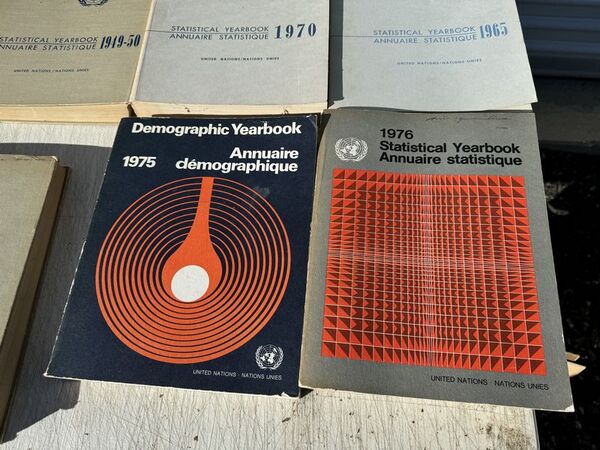 STATISTICAL YEARBOOK
ANNUAIRE STATISTIQUE 1949-50
UNITED NATIONS/NATIONS UNIES
STATISTICAL YEARBOOK
ANNUAIRE STATISTIQUE 1970
UNITED NATIONS/NATIONS UNIES
STATISTICAL YEARBOOK
ANNUAIRE STATISTIQUE 1965
UNITED NATIONS/NATIONS UNIES
Demographic Yearbook
1975 Annuaire
démographique
UNITED NATIONS · NATIONS UNIES
1976
Statistical Yearbook
Annuaire statistique
UNITED NATIONS · NATIONS UNIES